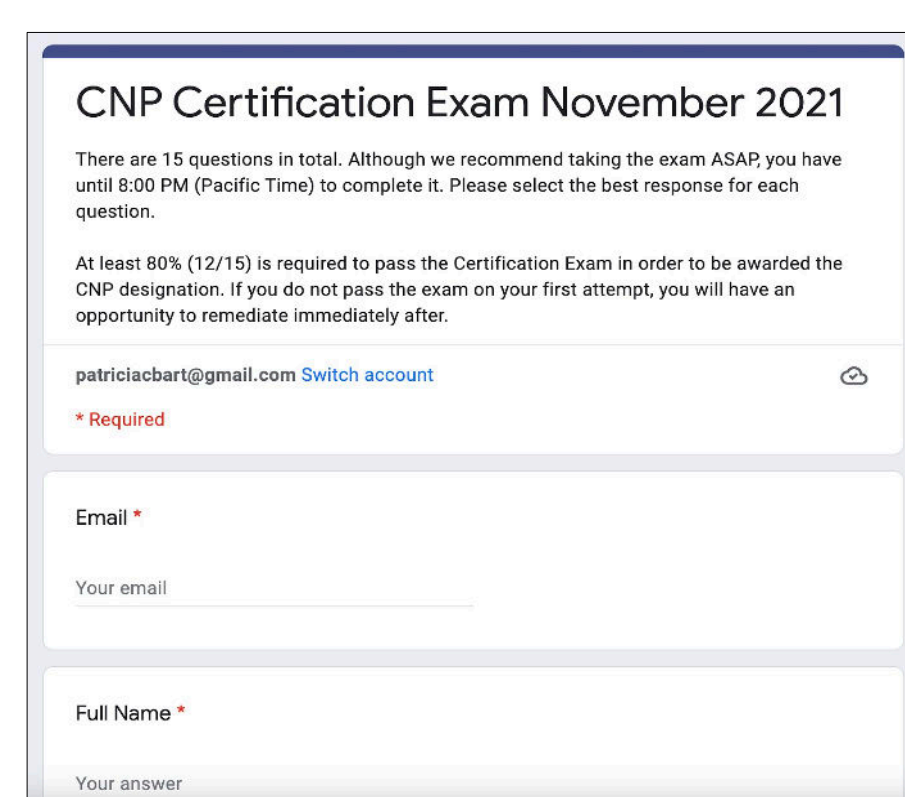 CNP Certification Exam November 2021
There are 15 questions in total. Although we recommend taking the exam ASAP, you have
until 8:00 PM (Pacific Time) to complete it. Please select the best response for each
question.
At least 80% (12/15) is required to pass the Certification Exam in order to be awarded the
CNP designation. If you do not pass the exam on your first attempt, you will have an
opportunity to remediate immediately after.
patriciacbart@gmail.com Switch account
* Required
Email *
Your email
Full Name *
Your answer